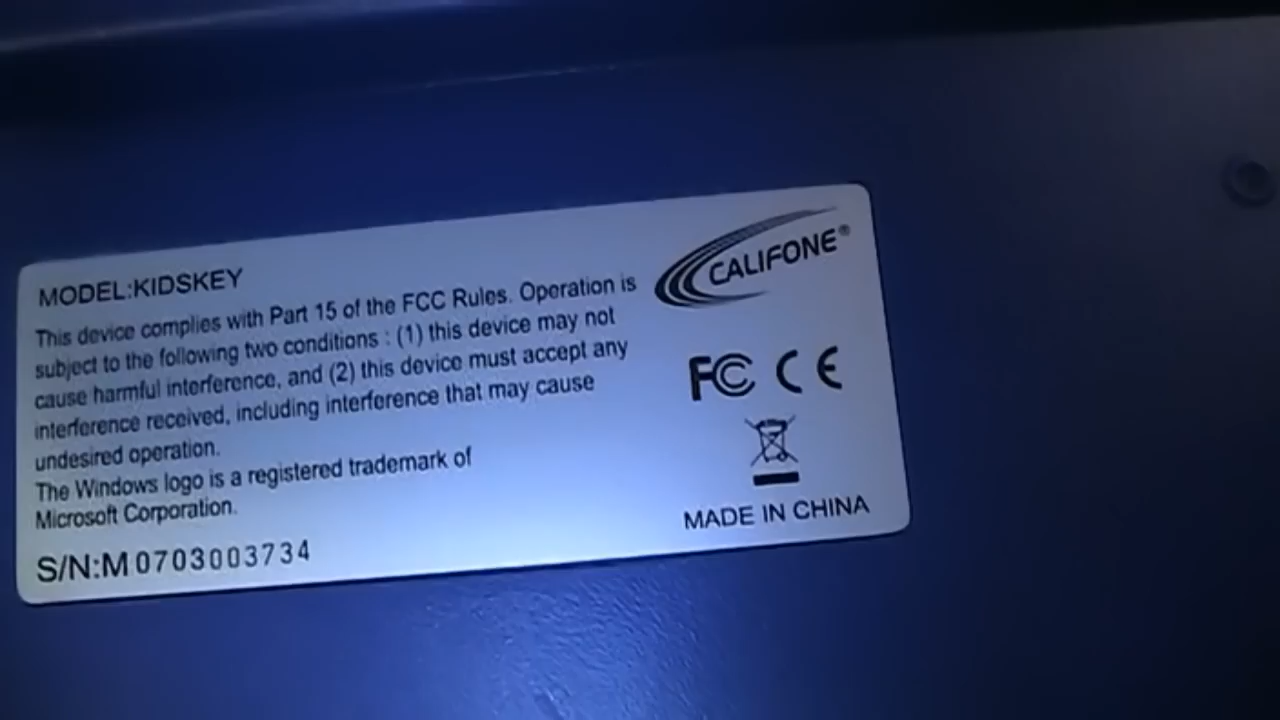 MODEL:KIDSKEY
This device complies with Part 15 of the FCC Rules. Operation is
subject to the following two conditions : (1) this device may not
cause harmful interference, and (2) this device must accept any
interference received, including interference that may cause
undesired operation.
The Windows logo is a registered trademark of
Microsoft Corporation.
S/N:M0703003734
CALIFONE®
FC CE
MADE IN CHINA